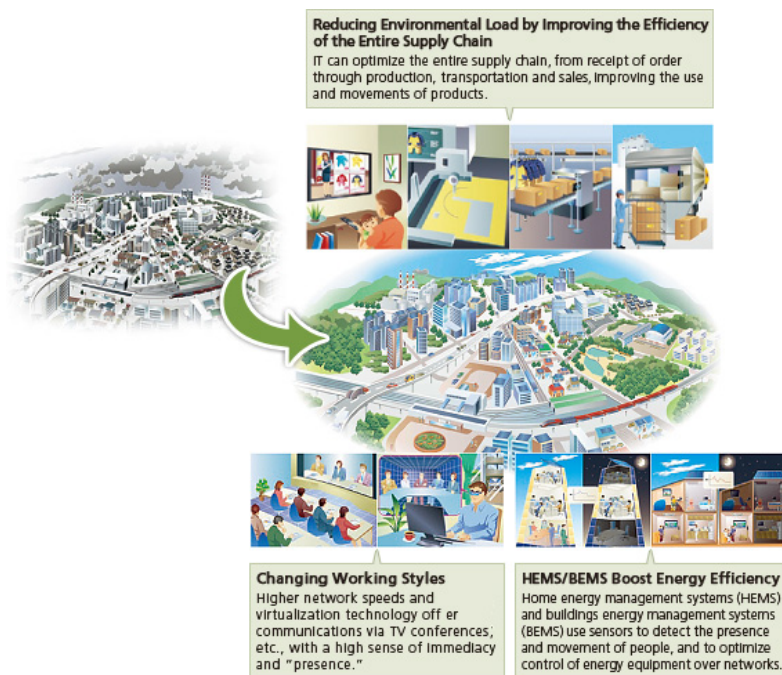 Reducing Environmental Load by Improving the Efficiency
of the Entire Supply Chain
IT can optimize the entire supply chain, from receipt of order
through production, transportation and sales, improving the use
and movements of products.
Changing Working Styles
Higher network speeds and
virtualization technology off er
communications via TV conferences,
etc., with a high sense of immediacy
and "presence."
HEMS/BEMS Boost Energy Efficiency
Home energy management systems (HEMS)
and buildings energy management systems
(BEMS) use sensors to detect the presence
and movement of people, and to optimize
control of energy equipment over networks.